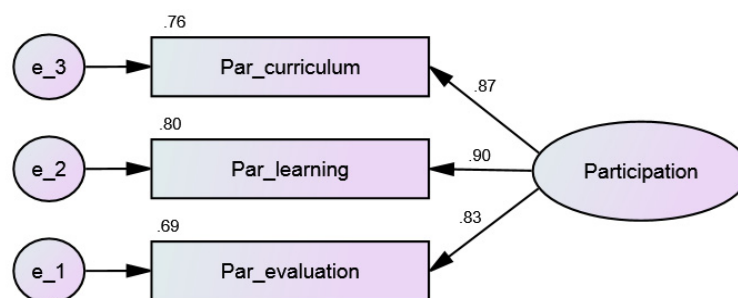 .76
e_3
Par_curriculum
.87
.80
e_2
Par_learning
.90
Participation
.69
.83
e_1
Par_evaluation